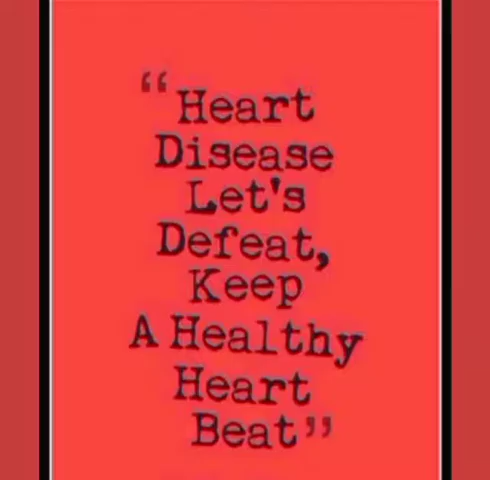 “Heart
Disease
Let's
Defeat,
Keep
A Healthy
Heart
Beat”